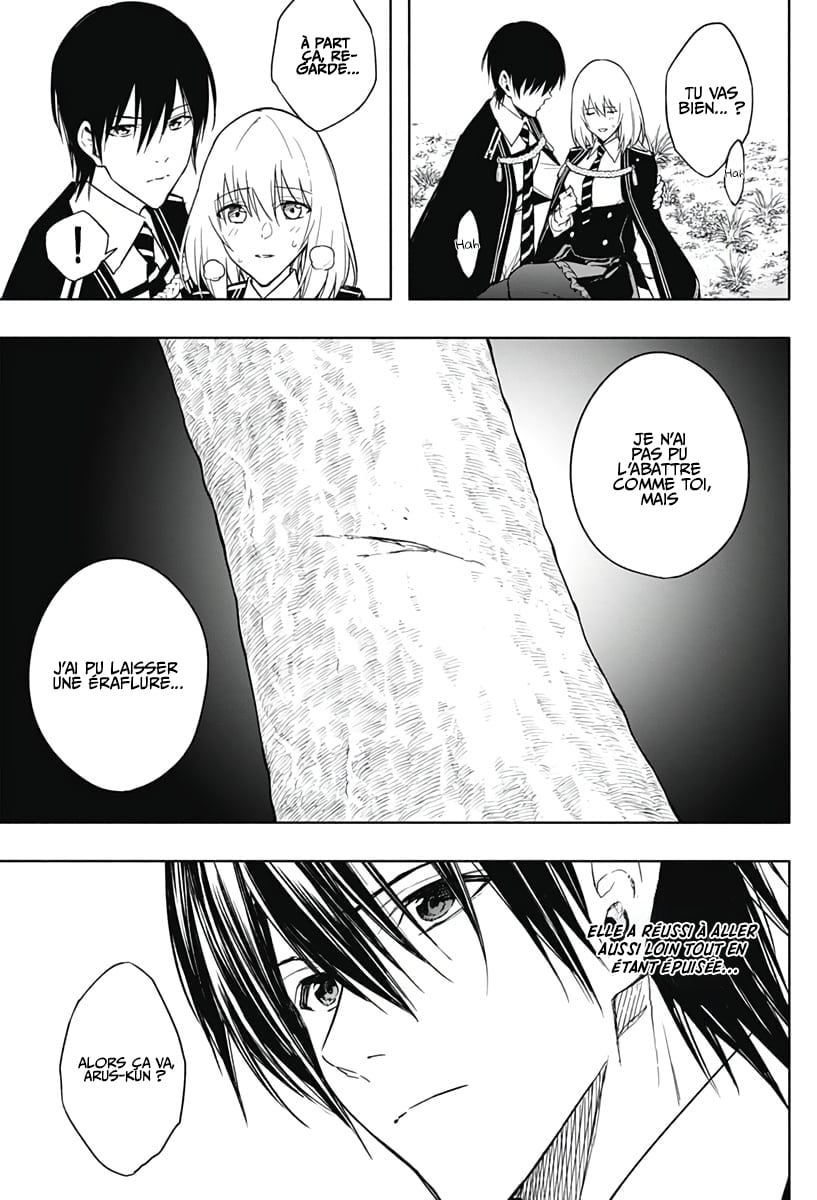 TU VAS
BIEN... ?
Hah
Hah
À PART
ÇA, RE-
GARDE...
!
JE N'AI
PAS PU
L'ABATTRE
COMME TOI,
MAIS
J'AI PU LAISSER
UNE ÉRAFLURE...
ELLE A RÉUSSI À ALLER
AUSSI LOIN TOUT EN
ÉTANT ÉPUISÉE...
ALORS ÇA VA,
ARUS-KUN ?